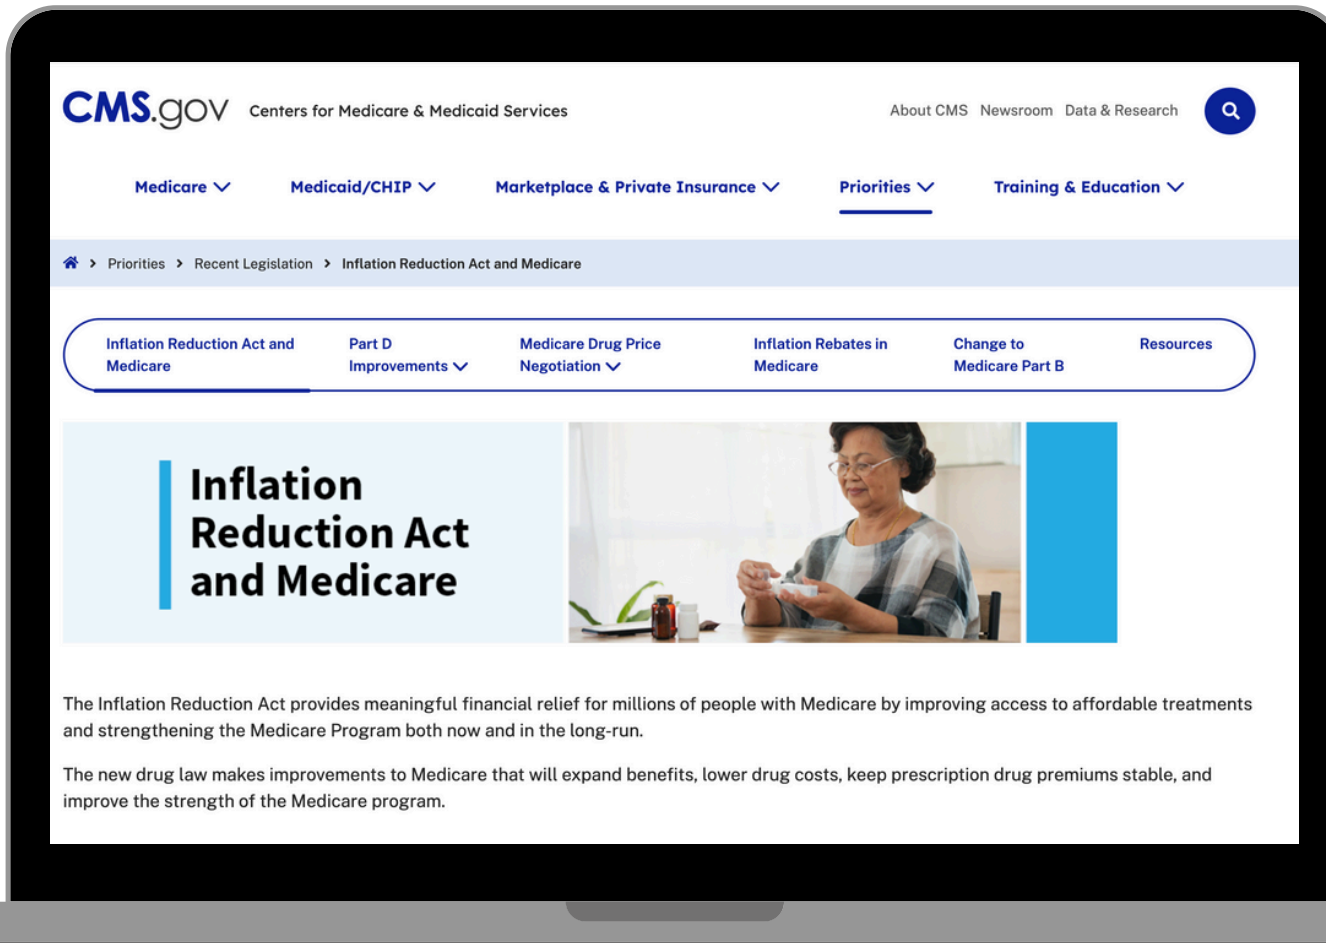 CMS.gov Centers for Medicare & Medicaid Services
About CMS Newsroom Data & Research
Medicare Medicaid/CHIP Marketplace & Private Insurance Priorities Training & Education
> Priorities > Recent Legislation > Inflation Reduction Act and Medicare
Inflation Reduction Act and
Medicare
Part D
Improvements
Medicare Drug Price
Negotiation
Inflation Rebates in
Medicare
Change to
Medicare Part B
Resources
Inflation
Reduction Act
and Medicare
The Inflation Reduction Act provides meaningful financial relief for millions of people with Medicare by improving access to affordable treatments
and strengthening the Medicare Program both now and in the long-run.
The new drug law makes improvements to Medicare that will expand benefits, lower drug costs, keep prescription drug premiums stable, and
improve the strength of the Medicare program.